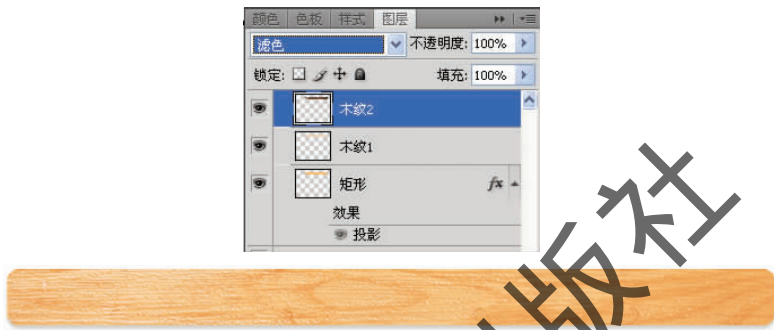 颜色 色板 样式 图层
滤色 不透明度: 100%
锁定: 填充: 100%
木纹2
木纹1
矩形 fx
效果
投影
版社